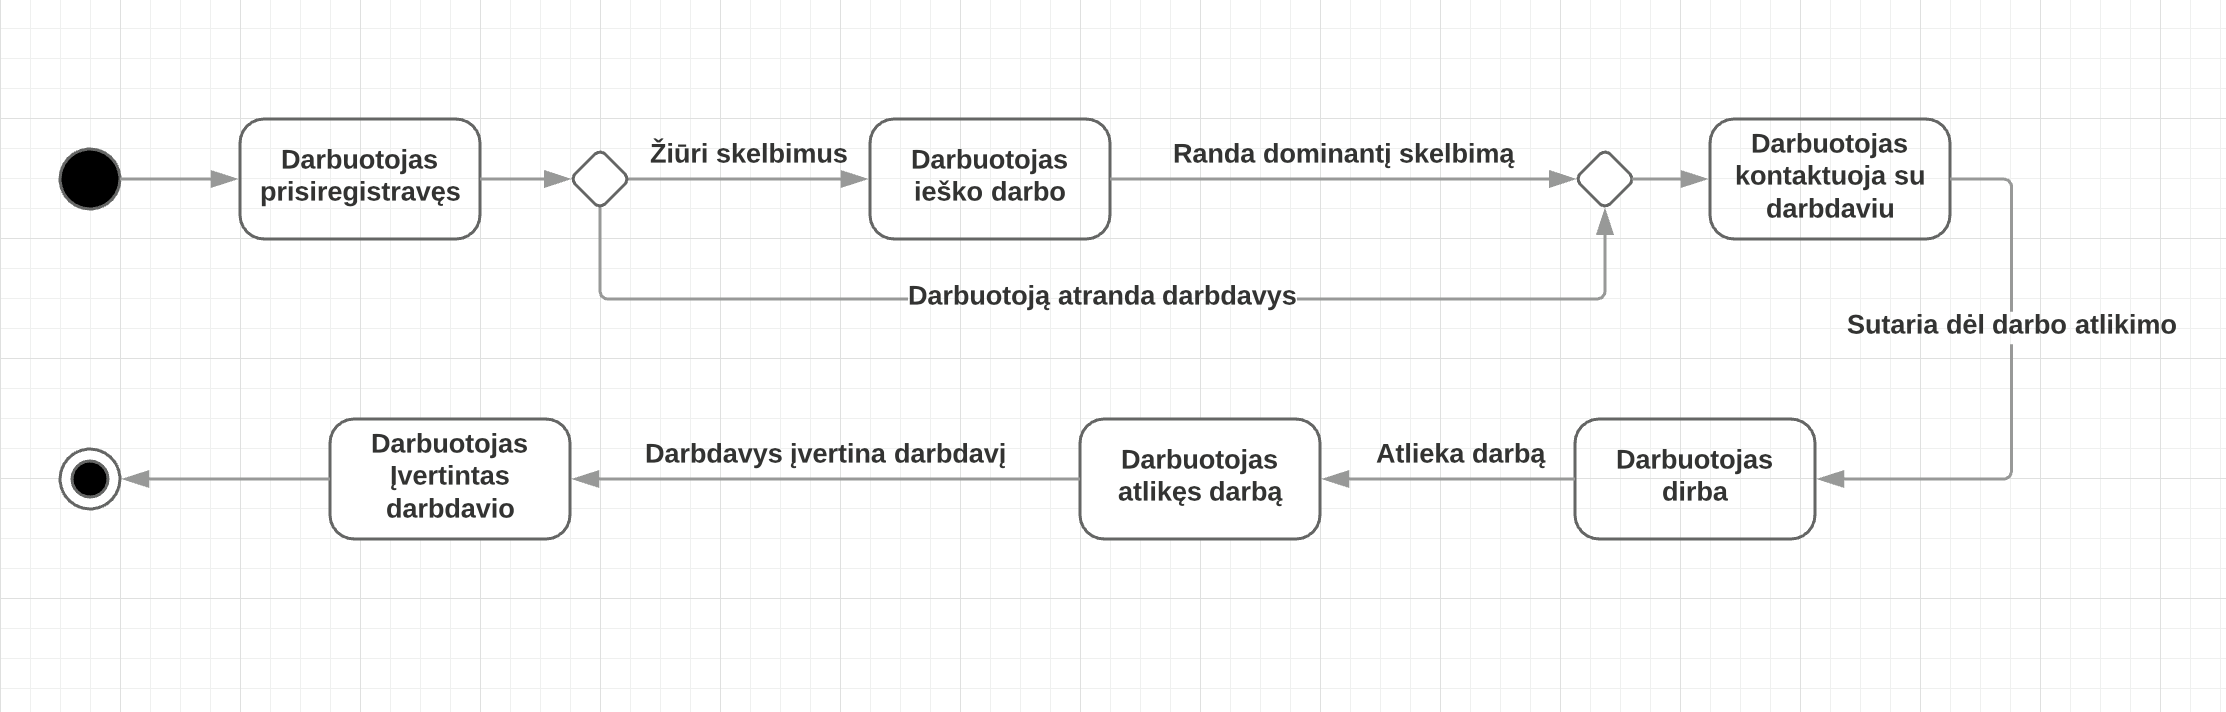 Darbuotojas
prisiregistravęs
Žiūri skelbimus
Darbuotojas
ieško darbo
Randa dominantį skelbimą
Darbuotojas
kontaktuoja su
darbdaviu
Darbuotoją atranda darbdavys
Sutaria dėl darbo atlikimo
Darbuotojas
dirba
Atlieka darbą
Darbuotojas
atlikęs darbą
Darbdavys įvertina darbdavį
Darbuotojas
Įvertintas
darbdavio